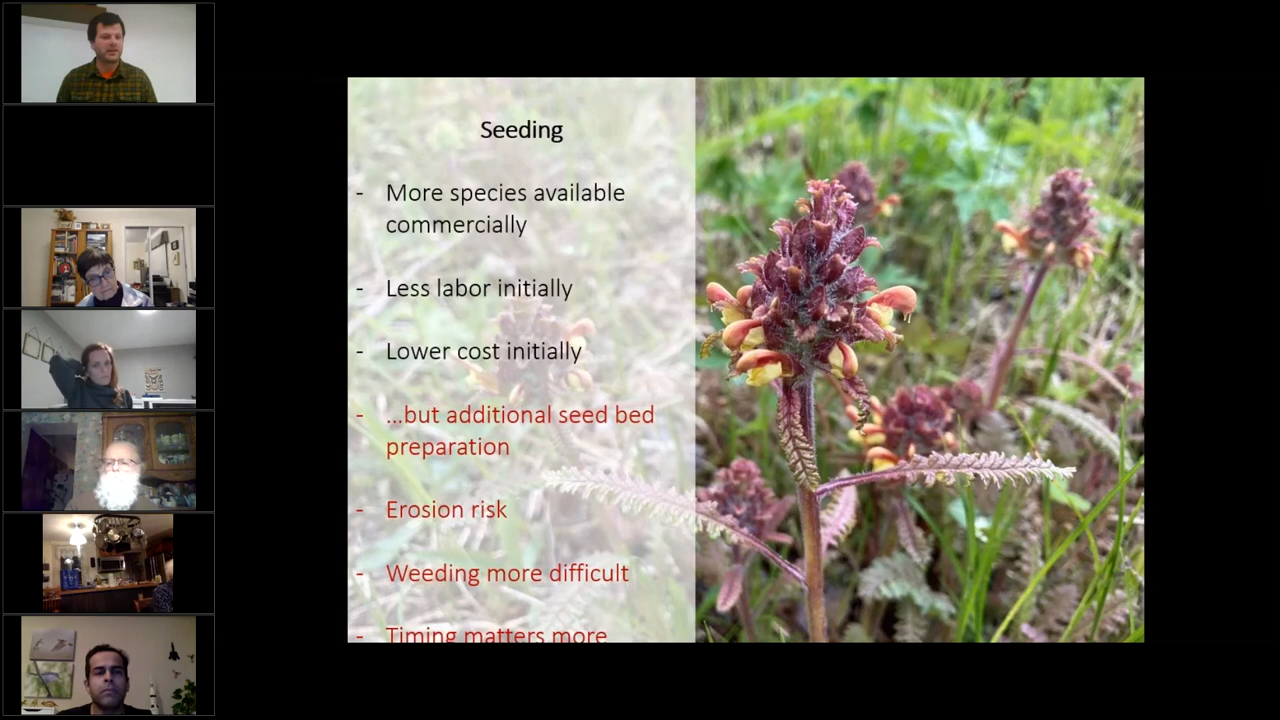 Seeding
- More species available
commercially
- Less labor initially
- Lower cost initially
- ...but additional seed bed
preparation
- Erosion risk
- Weeding more difficult
- Timing matters more